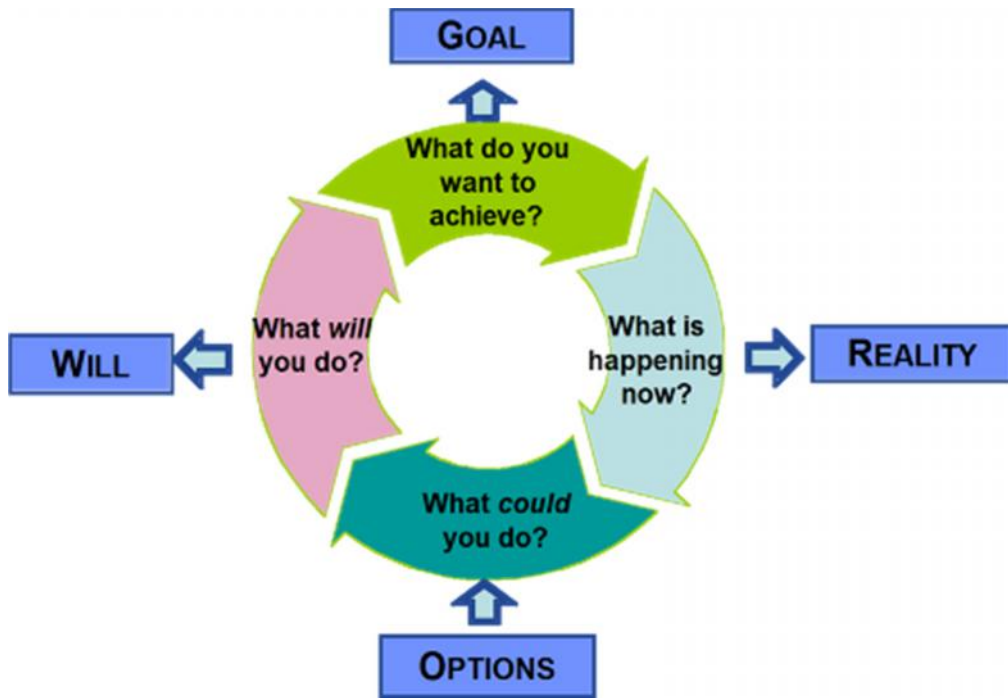 GOAL
What do you
want to
achieve?
What is
happening
now?
REALITY
What could
you do?
OPTIONS
What will
you do?
WILL